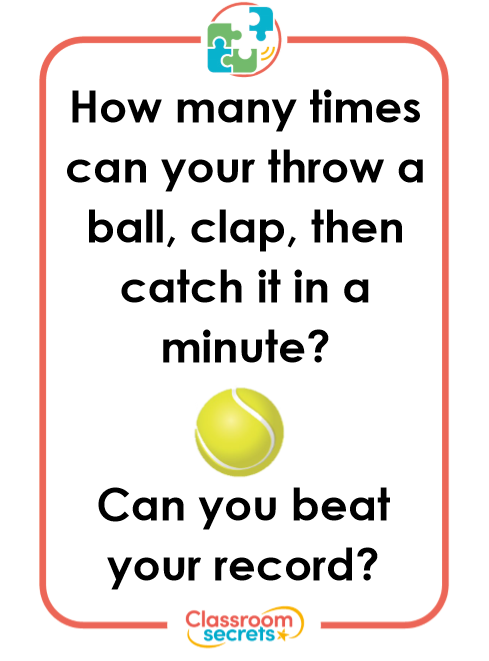 How many times
can your throw a
ball, clap, then
catch it in a
minute?
Can you beat
your record?
Classroom
secrets